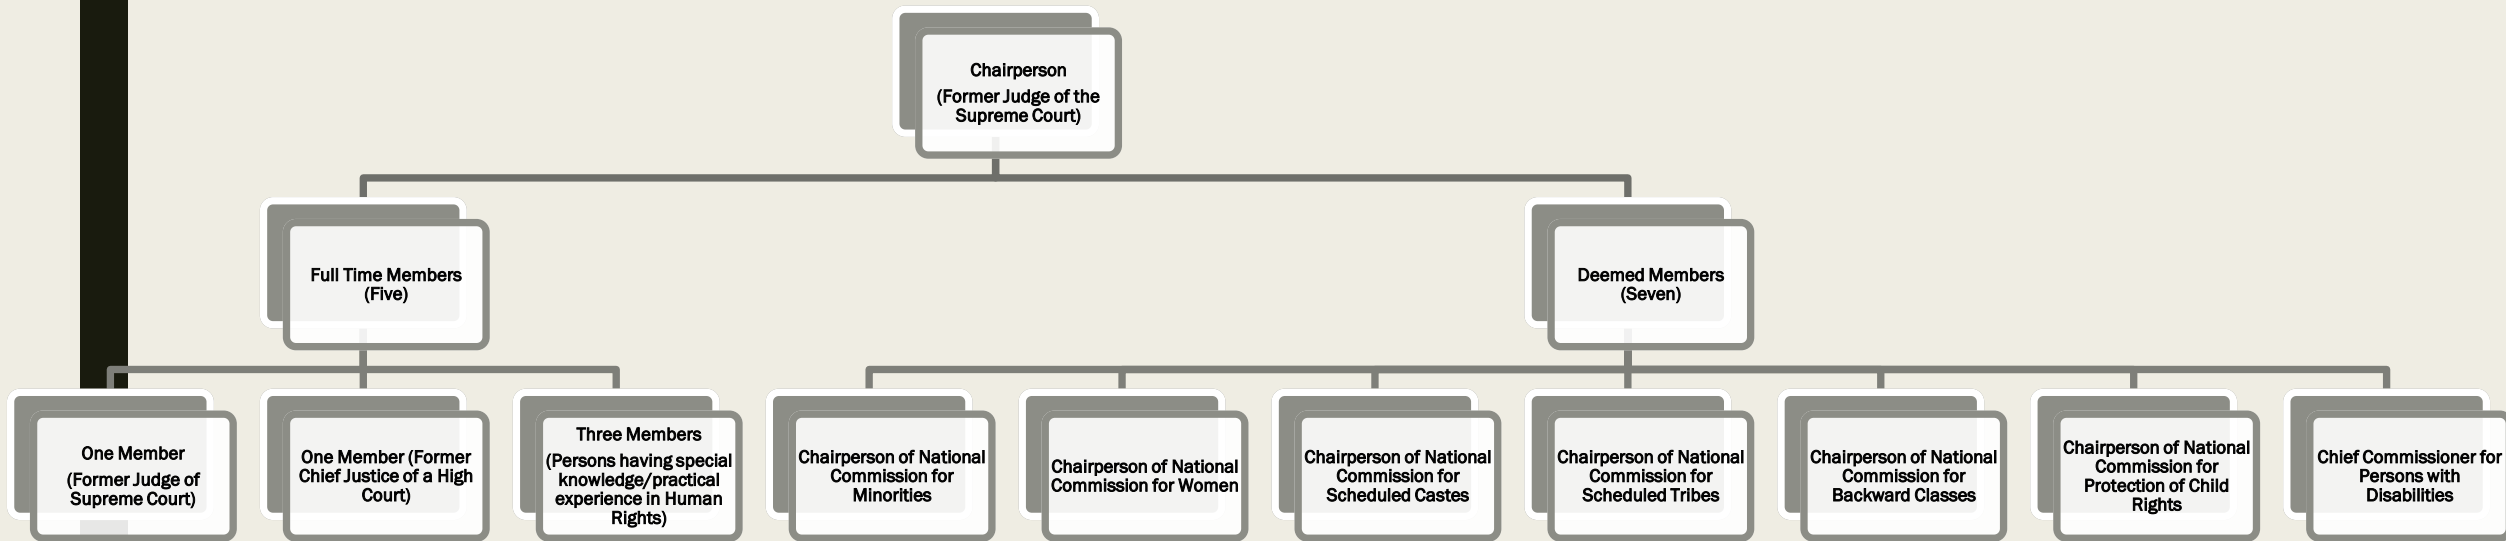 Chairperson
(Former Judge of the
Supreme Court)
Full Time Members
(Five)
Deemed Members
(Seven)
One Member
(Former Judge of
Supreme Court)
One Member (Former
Chief Justice of a High
Court)
Three Members
(Persons having special
knowledge/practical
experience in Human
Rights)
Chairperson of National
Commission for
Minorities
Chairperson of National
Commission for Women
Chairperson of National
Commission for
Scheduled Castes
Chairperson of National
Commission for
Scheduled Tribes
Chairperson of National
Commission for
Backward Classes
Chairperson of National
Commission for
Protection of Child
Rights
Chief Commissioner for
Persons with
Disabilities